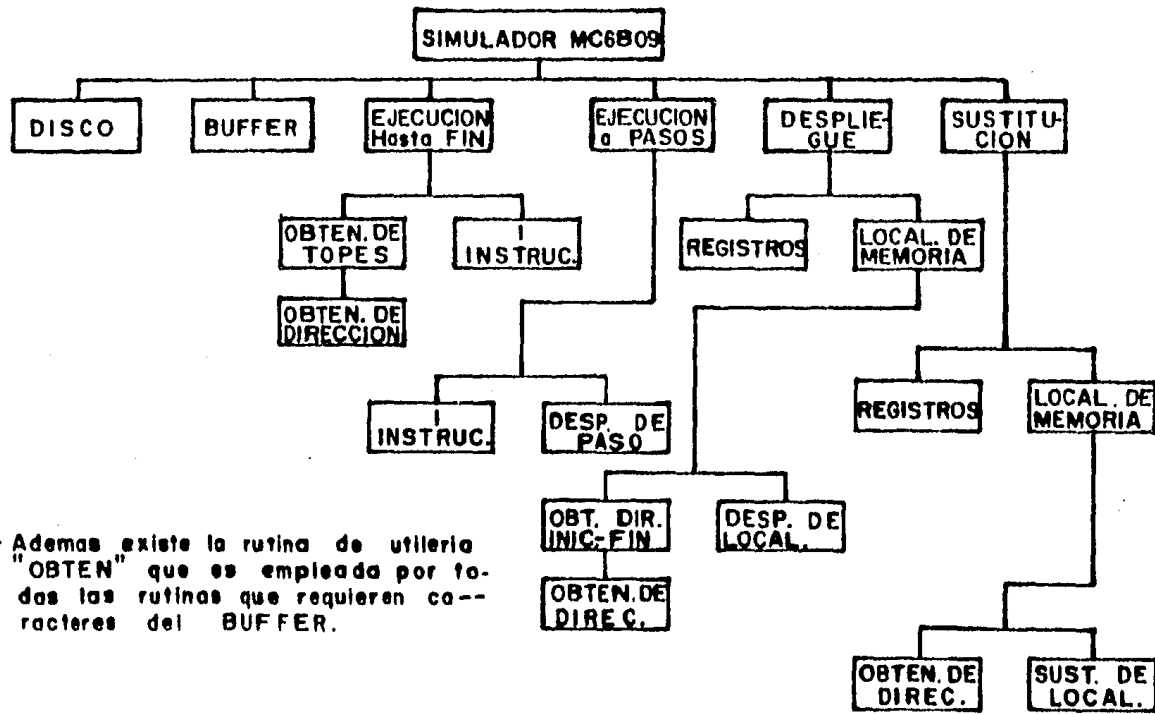 SIMULADOR MC6809
DISCO
BUFFER
EJECUCION
Hasta FIN
EJECUCION
a PASOS
DESPLIE-
GUE
SUSTITU-
CION
OBTEN. DE
TOPES
I
INSTRUC.
REGISTROS
LOCAL. DE
MEMORIA
OBTEN. DE
DIRECCION
I
INSTRUC.
DESP. DE
PASO
REGISTROS
LOCAL. DE
MEMORIA
OBT. DIR.
INIC.-FIN
DESP. DE
LOCAL.
OBTEN. DE
DIREC.
OBTEN. DE
DIREC.
SUST. DE
LOCAL.
- Ademas existe la rutina de utileria
"OBTEN" que es empleada por to-
das las rutinas que requieren ca--
racteres del BUFFER.